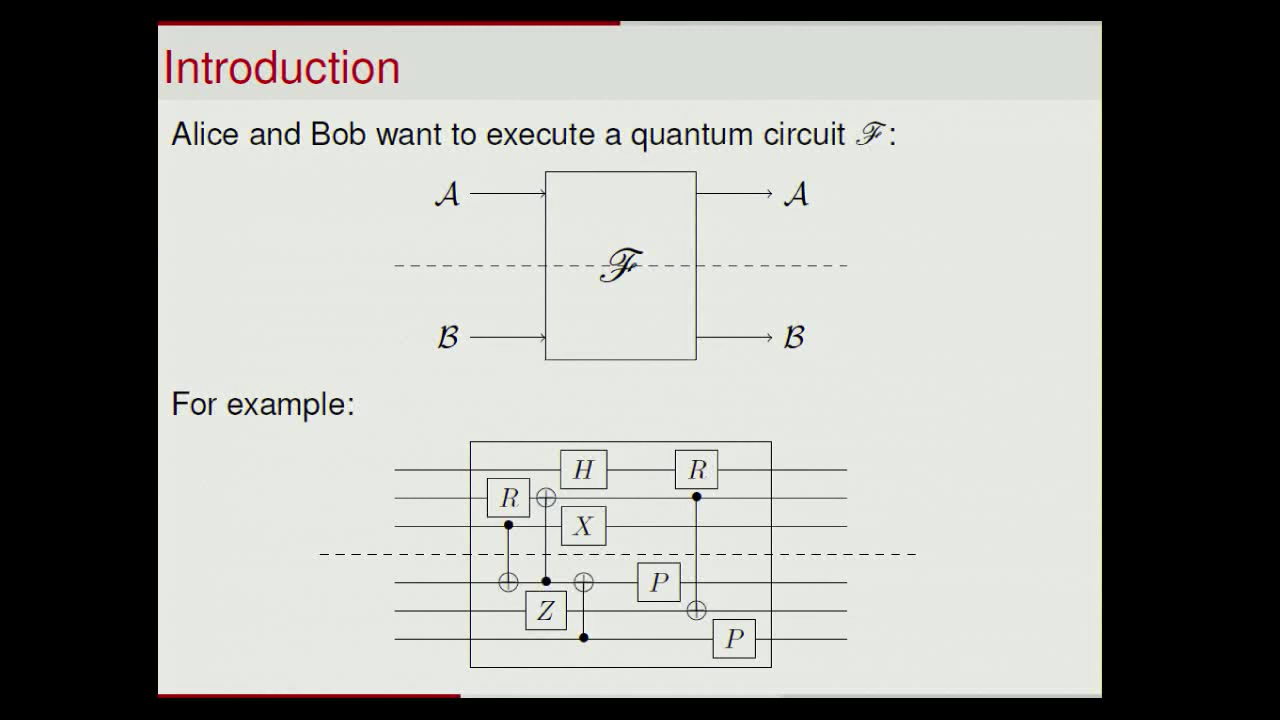 Introduction
Alice and Bob want to execute a quantum circuit ℱ:
𝒜 𝒜
ℱ
ℬ ℬ
For example:
H R
R
X
P
Z
P